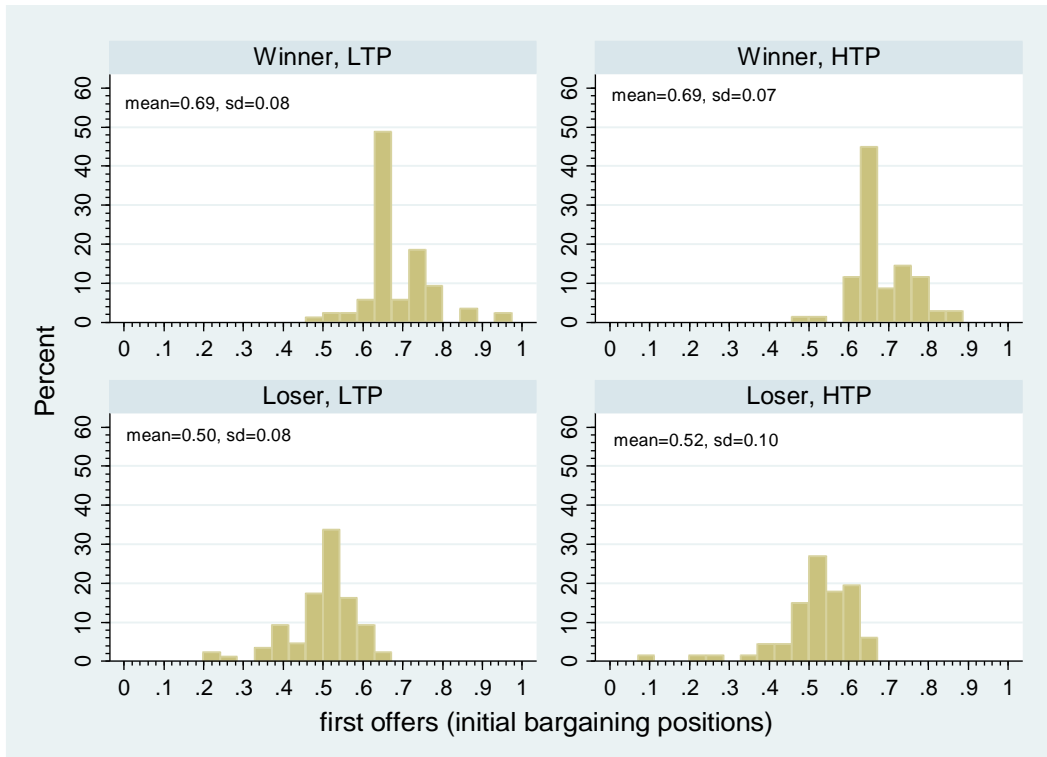 Winner, LTP
Winner, HTP
mean=0.69, sd=0.08
mean=0.69, sd=0.07
60
50
40
30
20
10
0
60
50
40
30
20
10
0
0 .1 .2 .3 .4 .5 .6 .7 .8 .9 1
0 .1 .2 .3 .4 .5 .6 .7 .8 .9 1
Percent
Loser, LTP
Loser, HTP
mean=0.50, sd=0.08
mean=0.52, sd=0.10
60
50
40
30
20
10
0
60
50
40
30
20
10
0
0 .1 .2 .3 .4 .5 .6 .7 .8 .9 1
0 .1 .2 .3 .4 .5 .6 .7 .8 .9 1
first offers (initial bargaining positions)